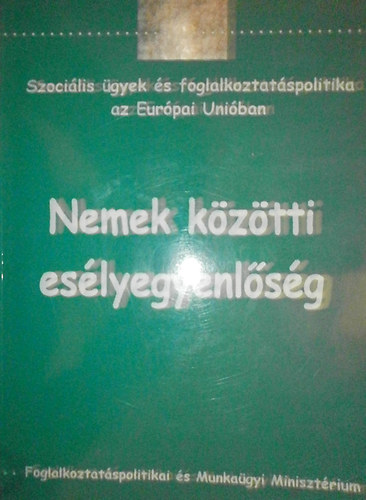 Szociális ügyek és foglalkoztatáspolitika
az Európai Unióban
Nemek közötti
esélyegyenlőség
Foglalkoztatáspolitikai és Munkaügyi Minisztérium